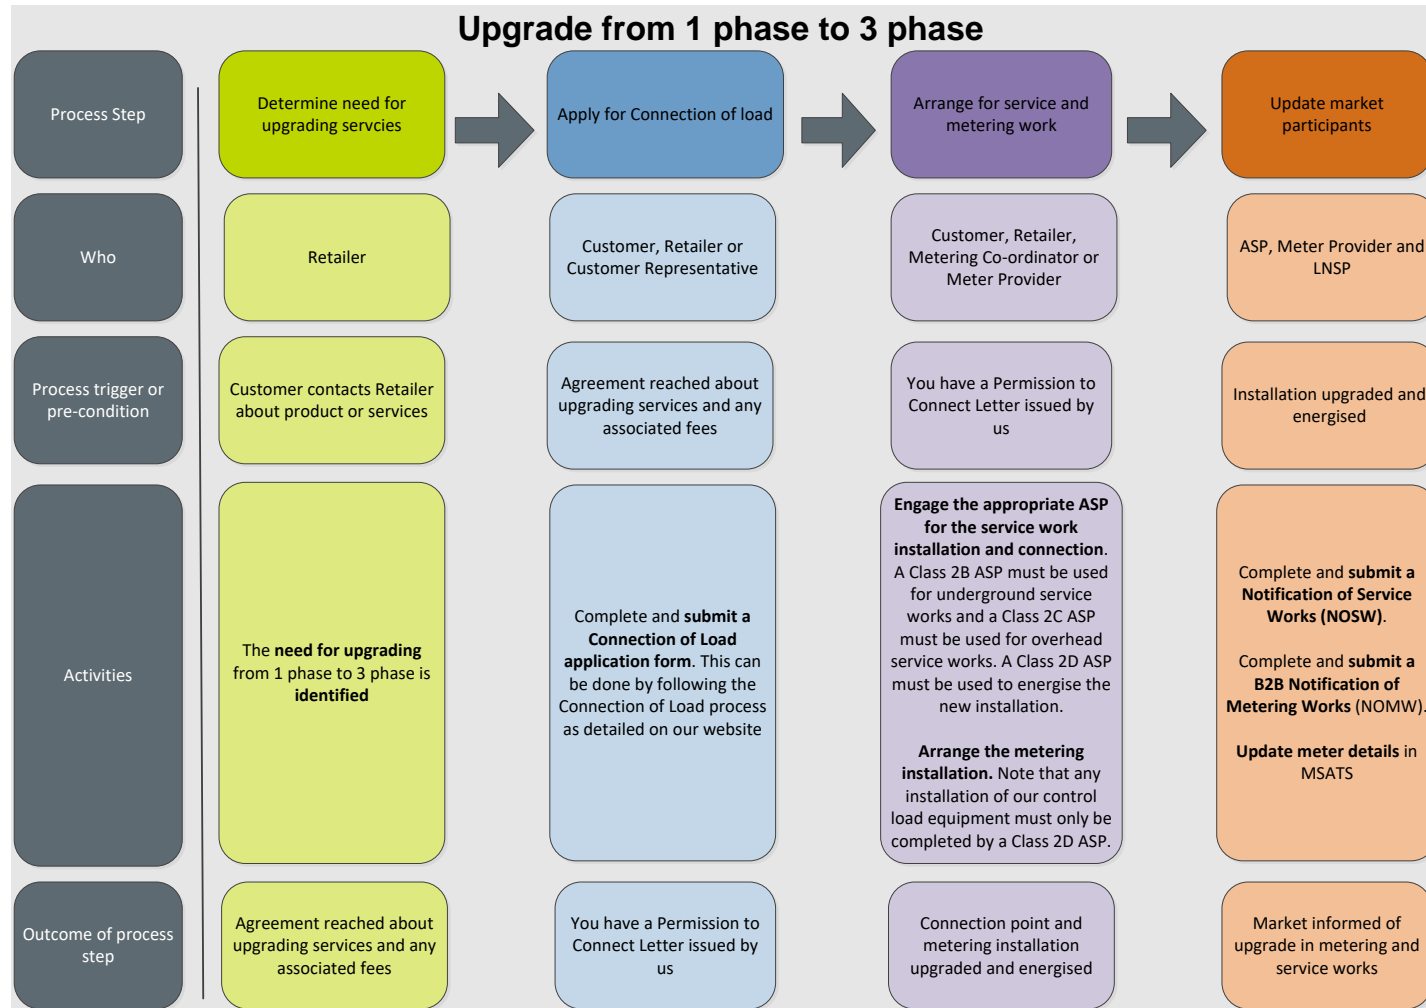 Upgrade from 1 phase to 3 phase
Process Step
Determine need for
upgrading servcies
Apply for Connection of load
Arrange for service and
metering work
Update market
participants
Who
Retailer
Customer, Retailer or
Customer Representative
Customer, Retailer,
Metering Co-ordinator or
Meter Provider
ASP, Meter Provider and
LNSP
Process trigger or
pre-condition
Customer contacts Retailer
about product or services
Agreement reached about
upgrading services and any
associated fees
You have a Permission to
Connect Letter issued by
us
Installation upgraded and
energised
Activities
The need for upgrading
from 1 phase to 3 phase is
identified
Complete and submit a
Connection of Load
application form. This can
be done by following the
Connection of Load process
as detailed on our website
Engage the appropriate ASP
for the service work
installation and connection.
A Class 2B ASP must be used
for underground service
works and a Class 2C ASP
must be used for overhead
service works. A Class 2D ASP
must be used to energise the
new installation.
Arrange the metering
installation. Note that any
installation of our control
load equipment must only be
completed by a Class 2D ASP.
Complete and submit a
Notification of Service
Works (NOSW).
Complete and submit a
B2B Notification of
Metering Works (NOMW).
Update meter details in
MSATS
Outcome of process
step
Agreement reached about
upgrading services and any
associated fees
You have a Permission to
Connect Letter issued by
us
Connection point and
metering installation
upgraded and energised
Market informed of
upgrade in metering and
service works